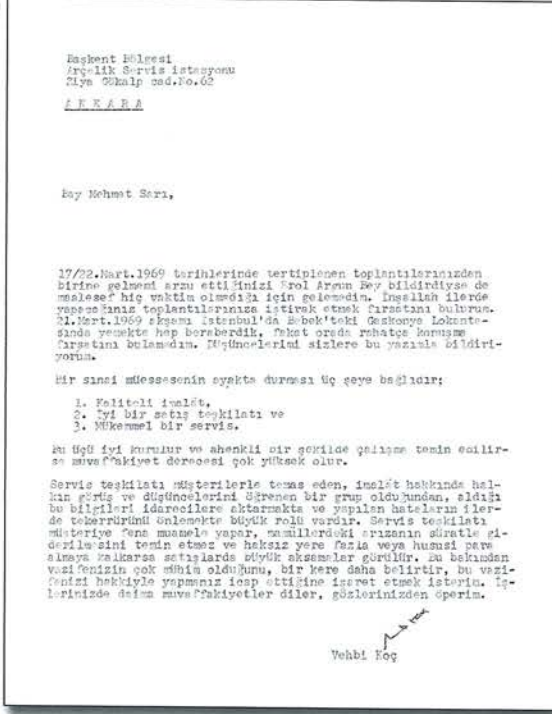 Başkent Bölgesi
Arçelik Servis istasyonu
Ziya Gökalp cad.No.62
A N K A R A
Bay Mehmet Sarı,
17/22.Mart.1969 tarihlerinde tertiplenen toplantılarınızdan
birine gelmemi arzu ettiğinizi Erol Argun Bey bildirdiyse de
maalesef hiç vaktim olmadığı için gelemedim. İnşallah ilerde
yapacağınız toplantılarınıza iştirak etmek fırsatını bulurum.
21.Mart.1969 akşamı İstanbul'da Bebek'teki Gaskonya Lokanta-
sında yemekte hep beraberdik, fakat orada rahatça konuşma
fırsatını bulamadım. Düşüncelerimi sizlere bu yazımla bildiri-
yorum.
Bir sınai müessesenin ayakta durması üç şeye bağlıdır;
1. Kaliteli imalât,
2. İyi bir satış teşkilatı ve
3. Mükemmel bir servis.
Bu üçü iyi kurulur ve ahenkli bir şekilde çalışma temin edilir-
se muvaffakiyet derecesi çok yüksek olur.
Servis teşkilatı müşterilerle temas eden, imalât hakkında hal-
kın görüş ve düşüncelerini öğrenen bir grup olduğundan, aldığı
bu bilgileri idarecilere aktarmakta ve yapılan hataların iler-
de tekerrürünü önlemekte büyük rolü vardır. Servis teskilatı
müşteriye fena muamele yapar, mamüllerdeki arızanın süratle gi-
derilmesini temin etmez ve haksız yere fazla veya hususi para
almaya kalkarsa satışlarda büyük aksamalar görülür. Bu bakımdan
vazifenizin çok mühim olduğunu, bir kere daha belirtir, bu vazi-
fenizi hakkiyle yapmanız icap ettiğine işaret etmek isterim. İş-
lerinizde daima muvaffakiyetler diler, gözlerinizden öperim.
Vehbi Koç